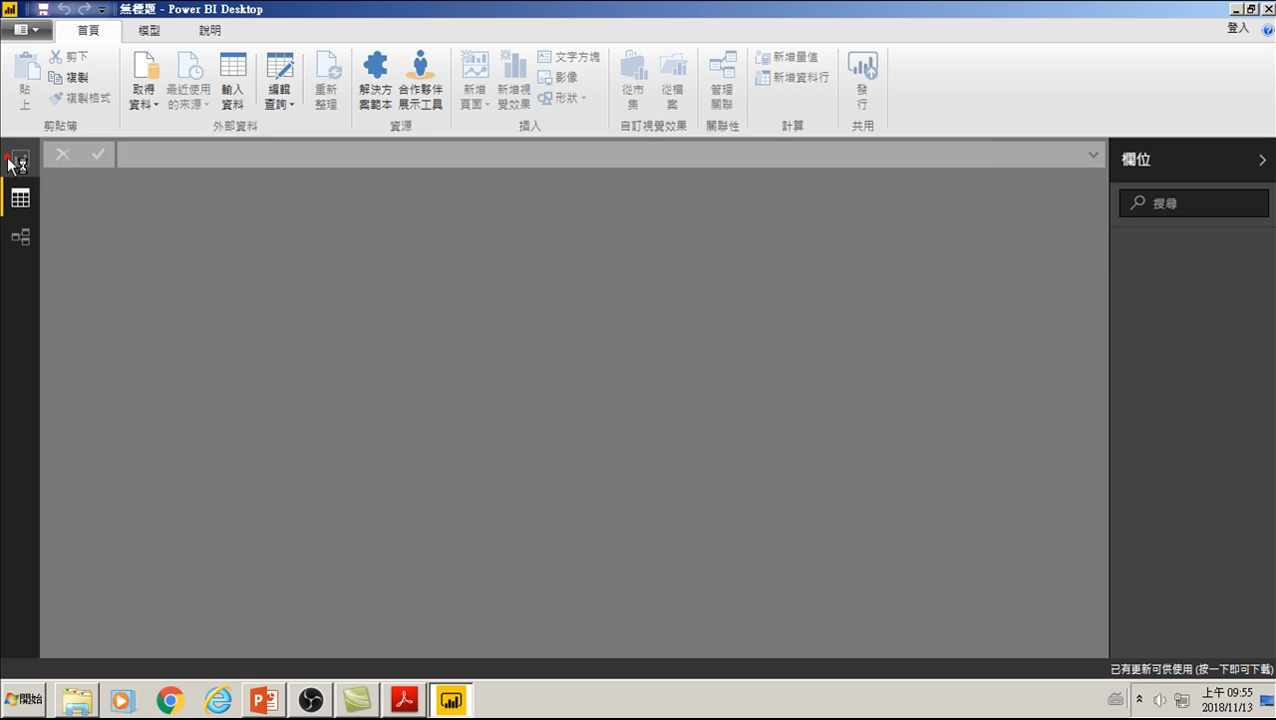 無標題 - Power BI Desktop
首頁 模型 說明 登入
貼上
剪下
複製
複製格式
剪貼簿
取得資料
最近使用的來源
輸入資料
編輯查詢
重新整理
外部資料
解決方案範本
合作夥伴展示工具
資源
新增頁面
新增視覺效果
文字方塊
影像
形狀
插入
從市集
從檔案
自訂視覺效果
管理關聯
關聯性
新增量值
新增資料行
計算
發行
共用
欄位
搜尋
已有更新可供使用 (按一下即可下載)
開始
上午 09:55
2018/11/13